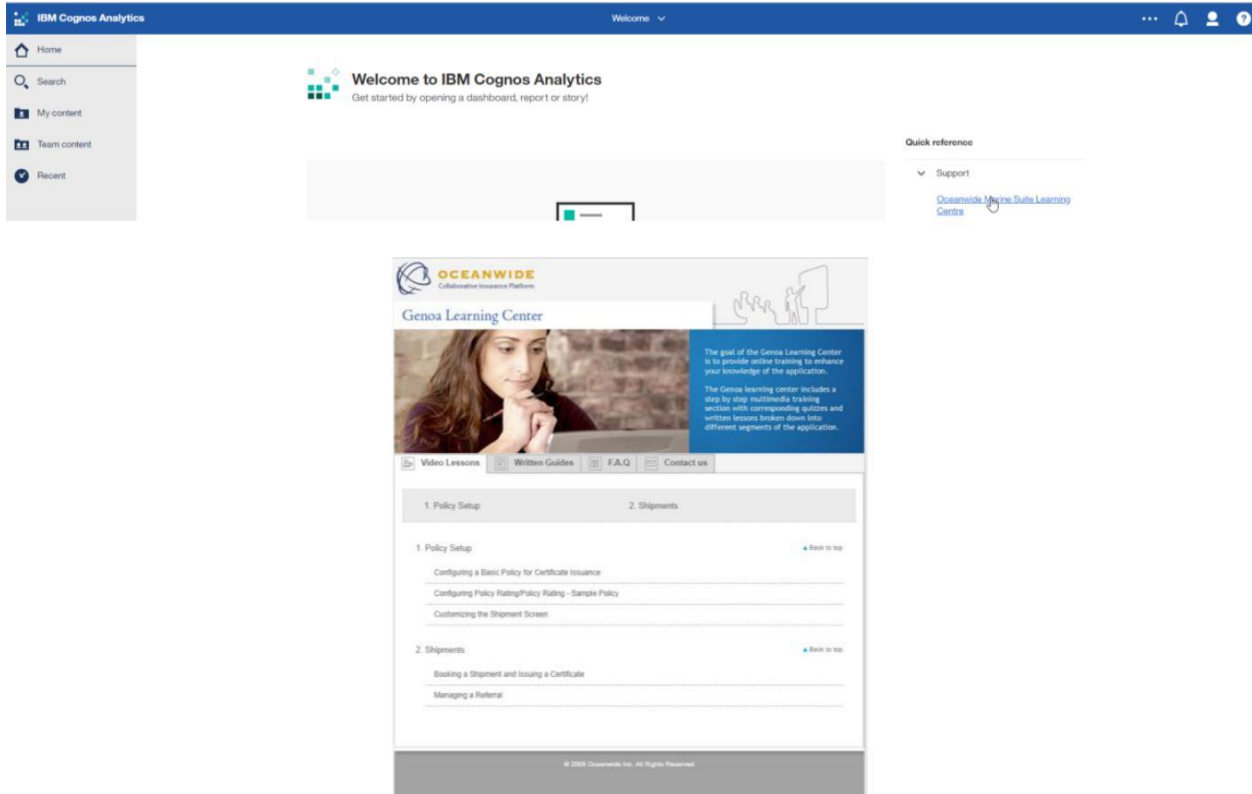 IBM Cognos Analytics
Welcome
Home
Search
My content
Team content
Recent
Welcome to IBM Cognos Analytics
Get started by opening a dashboard, report or story!
Quick reference
Support
Oceanwide Marine Suite Learning
Centre
OCEANWIDE
Collaborative Insurance Platform
Genoa Learning Center
The goal of the Genoa Learning Center
is to provide online training to enhance
your knowledge of the application.
The Genoa learning center includes a
step by step multimedia training
section with corresponding quizzes and
written lessons broken down into
different segments of the application.
Video Lessons
Written Guides
F.A.Q
Contact us
1. Policy Setup
2. Shipments
1. Policy Setup
Back to top
Configuring a Basic Policy for Certificate Issuance
Configuring Policy Rating/Policy Rating - Sample Policy
Customizing the Shipment Screen
2. Shipments
Back to top
Booking a Shipment and Issuing a Certificate
Managing a Referral
Oceanwide Inc. All Rights Reserved